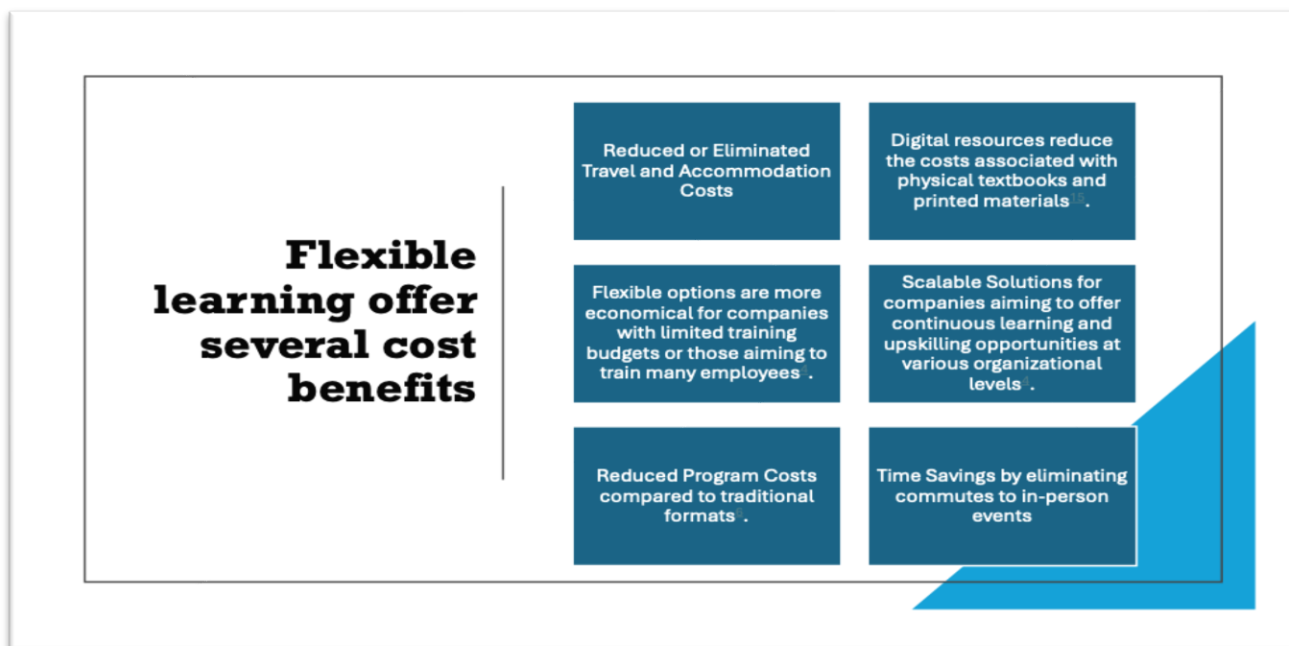 Flexible
learning offer
several cost
benefits
Reduced or Eliminated
Travel and Accommodation
Costs
Digital resources reduce
the costs associated with
physical textbooks and
printed materials15.
Flexible options are more
economical for companies
with limited training
budgets or those aiming to
train many employees4.
Scalable Solutions for
companies aiming to offer
continuous learning and
upskilling opportunities at
various organizational
levels4.
Reduced Program Costs
compared to traditional
formats.
Time Savings by eliminating
commutes to in-person
events